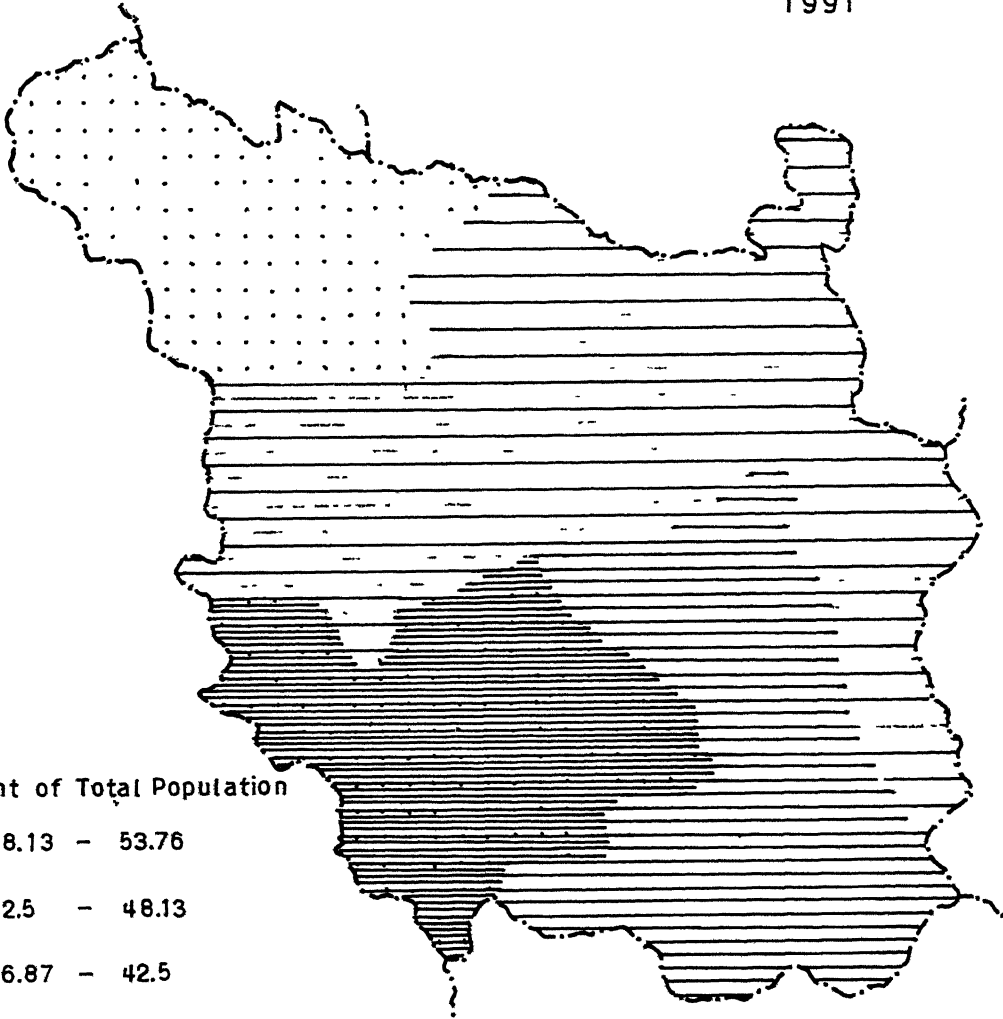 1991
nt of Total Population
8.13 – 53.76
2.5 – 48.13
6.87 – 42.5